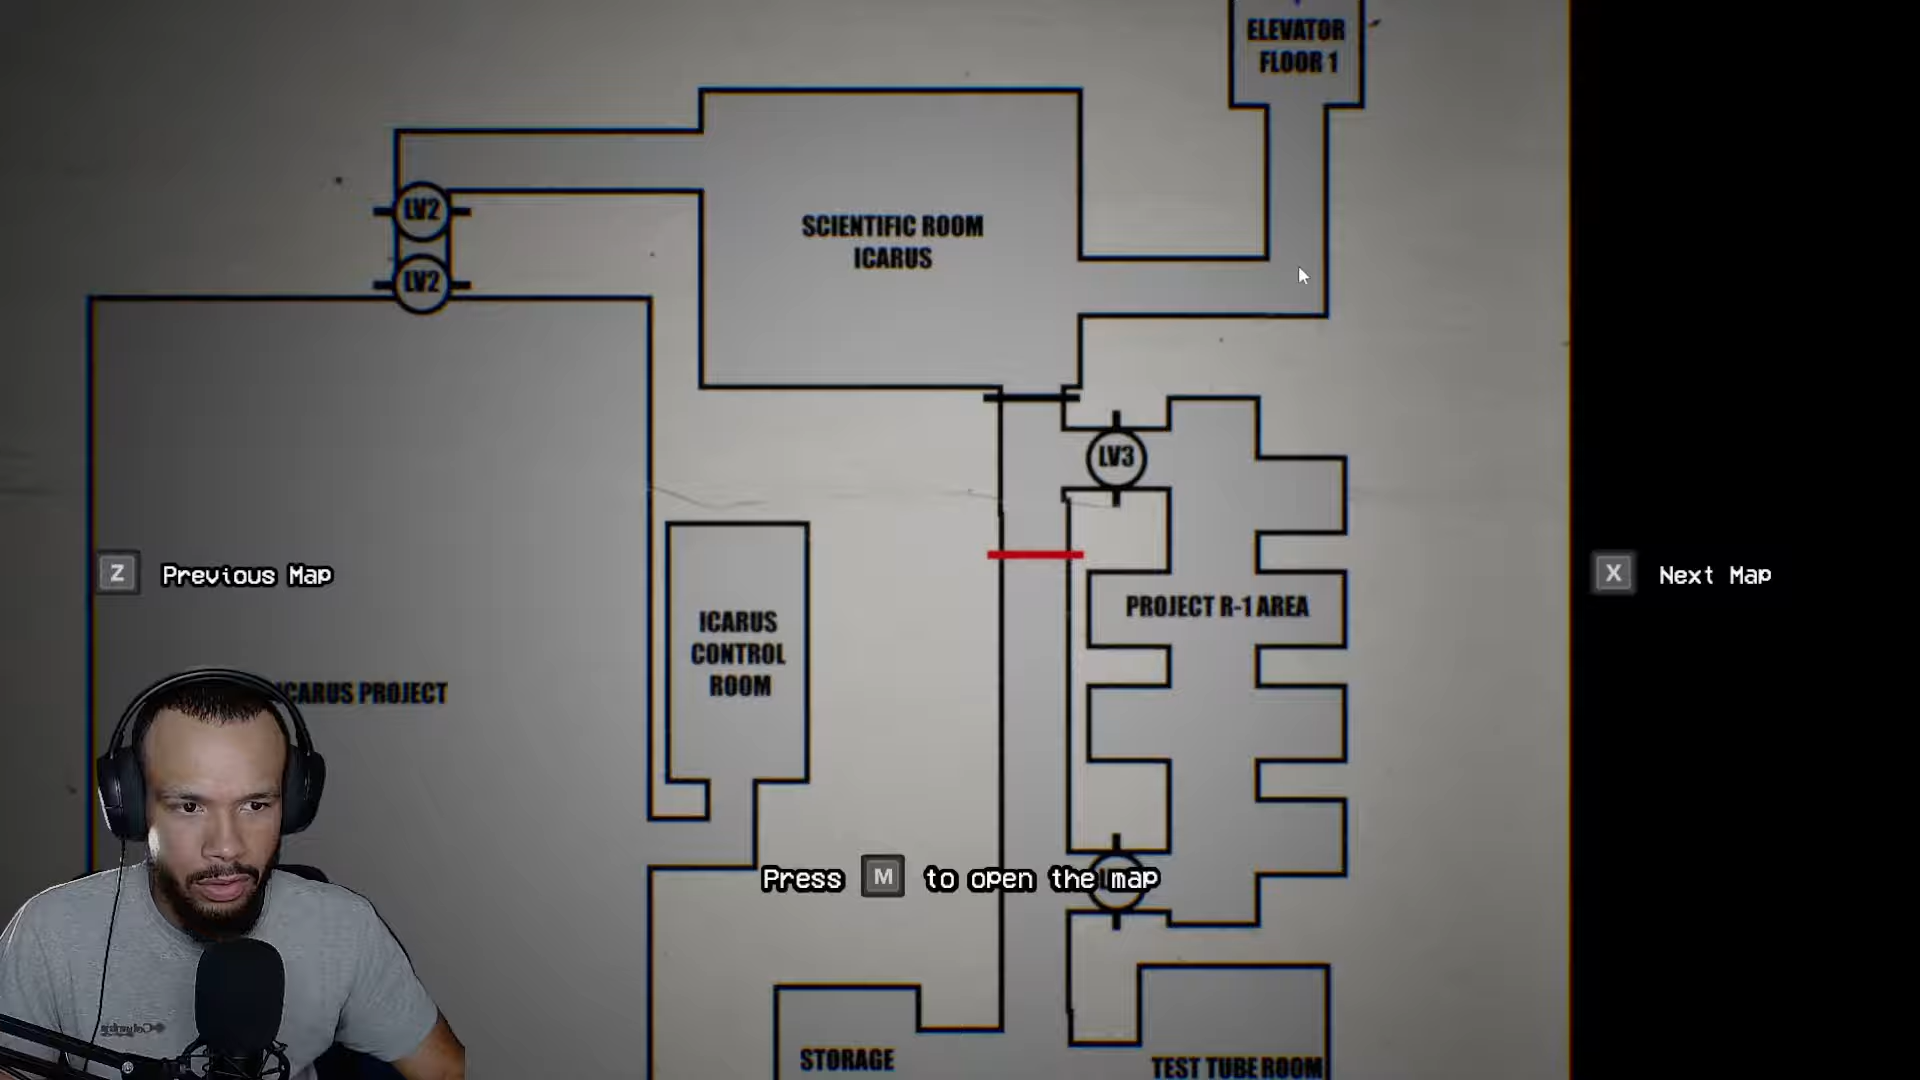 ELEVATOR
FLOOR 1
SCIENTIFIC ROOM
ICARUS
LV2
LV2
LV3
Z Previous Map
X Next Map
PROJECT R-1 AREA
ICARUS
CONTROL
ROOM
ICARUS PROJECT
Press M to open the map
STORAGE
TEST TUBE ROOM